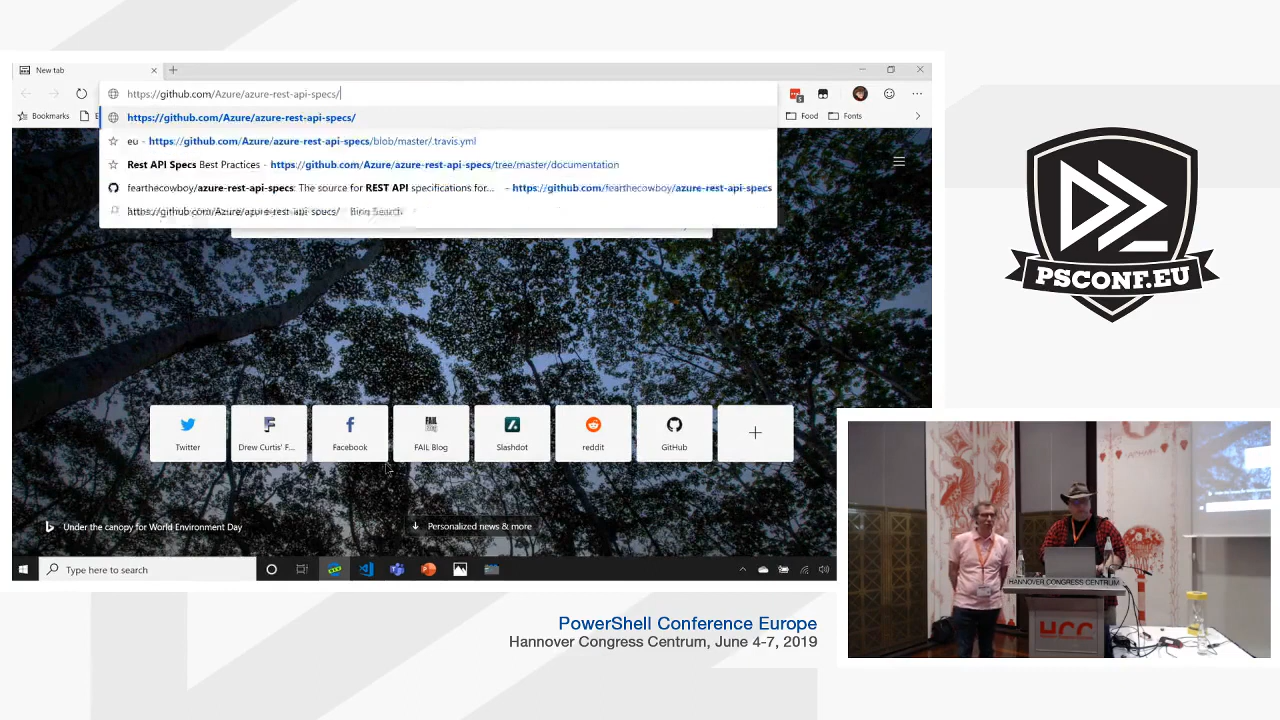 New tab
https://github.com/Azure/azure-rest-api-specs/
Bookmarks
Food
Fonts
https://github.com/Azure/azure-rest-api-specs/
eu - https://github.com/Azure/azure-rest-api-specs/blob/master/.travis.yml
Rest API Specs Best Practices - https://github.com/Azure/azure-rest-api-specs/tree/master/documentation
fearthecowboy/azure-rest-api-specs: The source for REST API specifications for... - https://github.com/fearthecowboy/azure-rest-api-specs
https://github.com/Azure/azure-rest-api-specs/ Bing Search
Twitter
Drew Curtis' F...
Facebook
FAIL Blog
Slashdot
reddit
GitHub
Under the canopy for World Environment Day
Personalized news & more
Type here to search
PSCONF.EU
HANNOVER CONGRESS CENTRUM
HCC
PowerShell Conference Europe
Hannover Congress Centrum, June 4-7, 2019